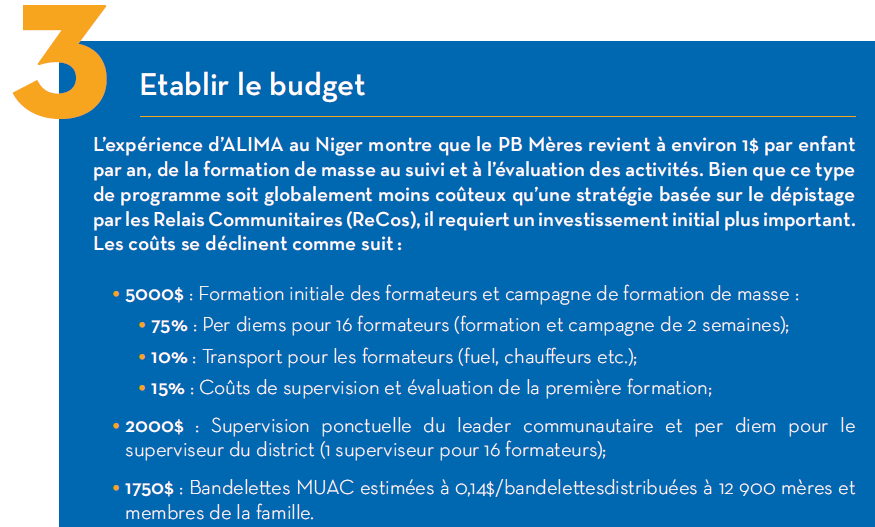 3
Etablir le budget
L’expérience d’ALIMA au Niger montre que le PB Mères revient à environ 1$ par enfant
par an, de la formation de masse au suivi et à l’évaluation des activités. Bien que ce type
de programme soit globalement moins coûteux qu’une stratégie basée sur le dépistage
par les Relais Communitaires (ReCos), il requiert un investissement initial plus important.
Les coûts se déclinent comme suit :
• 5000$ : Formation initiale des formateurs et campagne de formation de masse :
• 75% : Per diems pour 16 formateurs (formation et campagne de 2 semaines);
• 10% : Transport pour les formateurs (fuel, chauffeurs etc.);
• 15% : Coûts de supervision et évaluation de la première formation;
• 2000$ : Supervision ponctuelle du leader communautaire et per diem pour le
superviseur du district (1 superviseur pour 16 formateurs);
• 1750$ : Bandelettes MUAC estimées à 0,14$/bandelettesdistribuées à 12 900 mères et
membres de la famille.